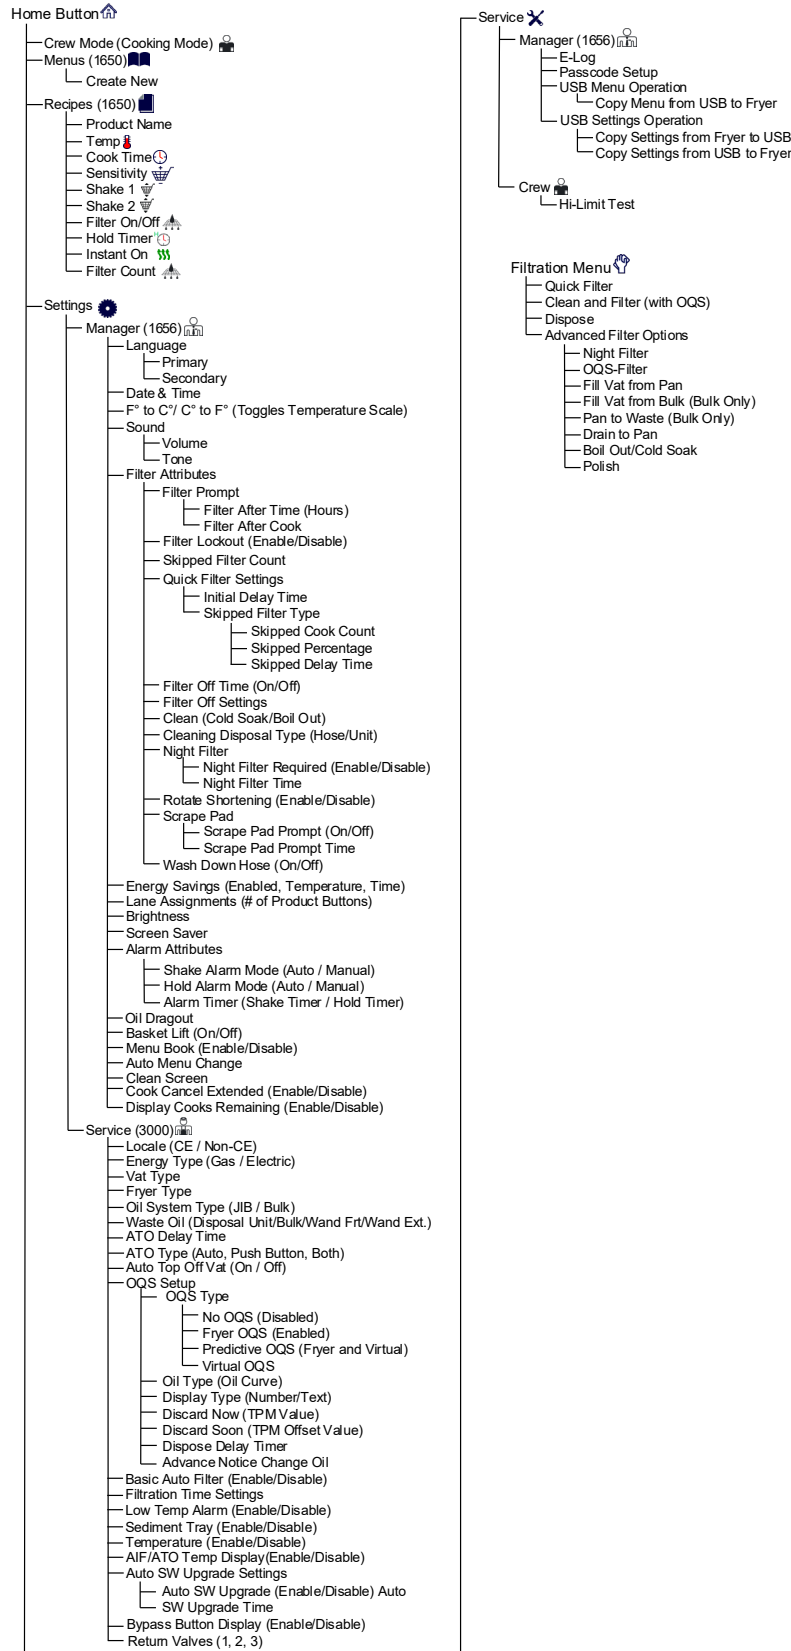 Home Button
Crew Mode (Cooking Mode)
Menus (1650)
Create New
Recipes (1650)
Product Name
Temp
Cook Time
Sensitivity
Shake 1
Shake 2
Filter On/Off
Hold Timer
Instant On
Filter Count
Settings
Manager (1656)
Language
Primary
Secondary
Date & Time
F° to C°/ C° to F° (Toggles Temperature Scale)
Sound
Volume
Tone
Filter Attributes
Filter Prompt
Filter After Time (Hours)
Filter After Cook
Filter Lockout (Enable/Disable)
Skipped Filter Count
Quick Filter Settings
Initial Delay Time
Skipped Filter Type
Skipped Cook Count
Skipped Percentage
Skipped Delay Time
Filter Off Time (On/Off)
Filter Off Settings
Clean (Cold Soak/Boil Out)
Cleaning Disposal Type (Hose/Unit)
Night Filter
Night Filter Required (Enable/Disable)
Night Filter Time
Rotate Shortening (Enable/Disable)
Scrape Pad
Scrape Pad Prompt (On/Off)
Scrape Pad Prompt Time
Wash Down Hose (On/Off)
Energy Savings (Enabled, Temperature, Time)
Lane Assignments (# of Product Buttons)
Brightness
Screen Saver
Alarm Attributes
Shake Alarm Mode (Auto / Manual)
Hold Alarm Mode (Auto / Manual)
Alarm Timer (Shake Timer / Hold Timer)
Oil Dragout
Basket Lift (On/Off)
Menu Book (Enable/Disable)
Auto Menu Change
Clean Screen
Cook Cancel Extended (Enable/Disable)
Display Cooks Remaining (Enable/Disable)
Service (3000)
Locale (CE / Non-CE)
Energy Type (Gas / Electric)
Vat Type
Fryer Type
Oil System Type (JIB / Bulk)
Waste Oil (Disposal Unit/Bulk/Wand Frt/Wand Ext.)
ATO Delay Time
ATO Type (Auto, Push Button, Both)
Auto Top Off Vat (On / Off)
OQS Setup
OQS Type
No OQS (Disabled)
Fryer OQS (Enabled)
Predictive OQS (Fryer and Virtual)
Virtual OQS
Oil Type (Oil Curve)
Display Type (Number/Text)
Discard Now (TPM Value)
Discard Soon (TPM Offset Value)
Dispose Delay Timer
Advance Notice Change Oil
Basic Auto Filter (Enable/Disable)
Filtration Time Settings
Low Temp Alarm (Enable/Disable)
Sediment Tray (Enable/Disable)
Temperature (Enable/Disable)
AIF/ATO Temp Display(Enable/Disable)
Auto SW Upgrade Settings
Auto SW Upgrade (Enable/Disable) Auto
SW Upgrade Time
Bypass Button Display (Enable/Disable)
Return Valves (1, 2, 3)
Service
Manager (1656)
E-Log
Passcode Setup
USB Menu Operation
Copy Menu from USB to Fryer
USB Settings Operation
Copy Settings from Fryer to USB
Copy Settings from USB to Fryer
Crew
Hi-Limit Test
Filtration Menu
Quick Filter
Clean and Filter (with OQS)
Dispose
Advanced Filter Options
Night Filter
OQS-Filter
Fill Vat from Pan
Fill Vat from Bulk (Bulk Only)
Pan to Waste (Bulk Only)
Drain to Pan
Boil Out/Cold Soak
Polish